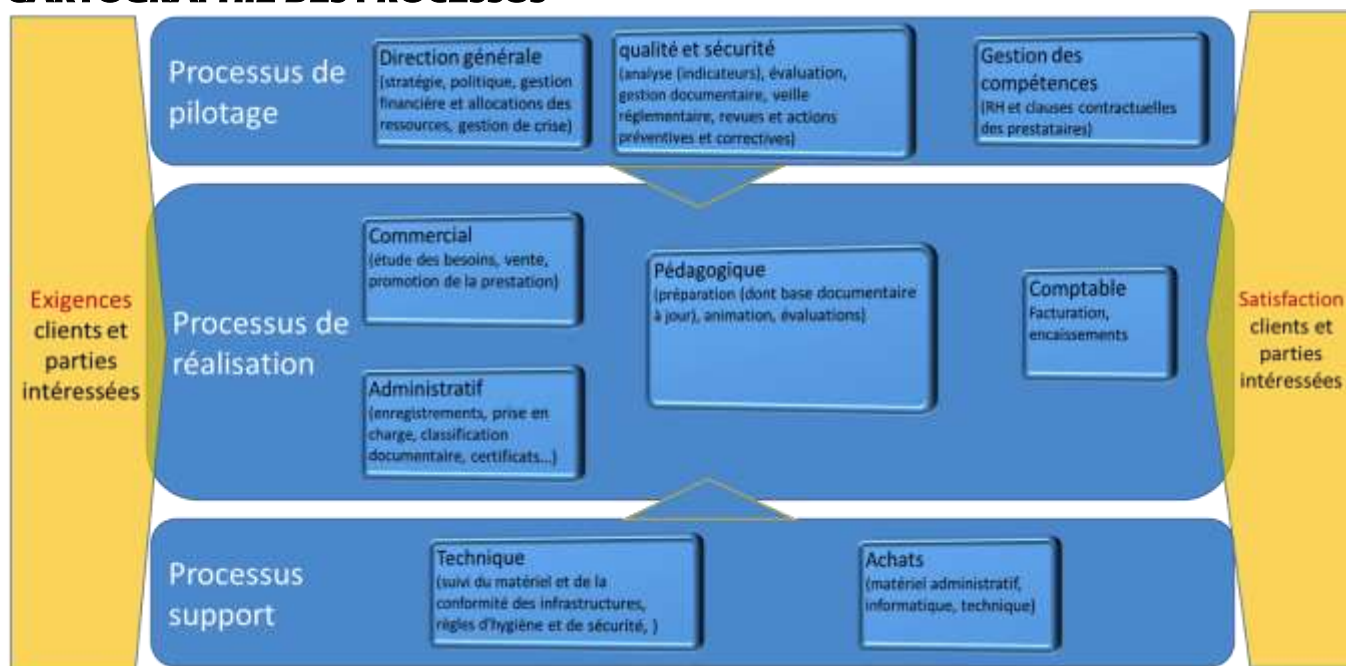 CARTOGRAPHIE DES PROCESSUS
Processus de
pilotage
Direction générale
(stratégie, politique, gestion
financière et allocations des
ressources, gestion de crise)
qualité et sécurité
(analyse (indicateurs), évaluation,
gestion documentaire, veille
réglementaire, revues et actions
préventives et correctives)
Gestion des
compétences
(RH et clauses contractuelles
des prestataires)
Exigences
clients et
parties
intéressées
Processus de
réalisation
Commercial
(étude des besoins, vente,
promotion de la prestation)
Administratif
(enregistrements, prise en
charge, classification
documentaire, certificats...)
Pédagogique
(préparation (dont base documentaire
à jour), animation, évaluations)
Comptable
Facturation,
encaissements
Satisfaction
clients et
parties
intéressées
Processus
support
Technique
(suivi du matériel et de la
conformité des infrastructures,
règles d'hygiène et de sécurité, )
Achats
(matériel administratif,
informatique, technique)